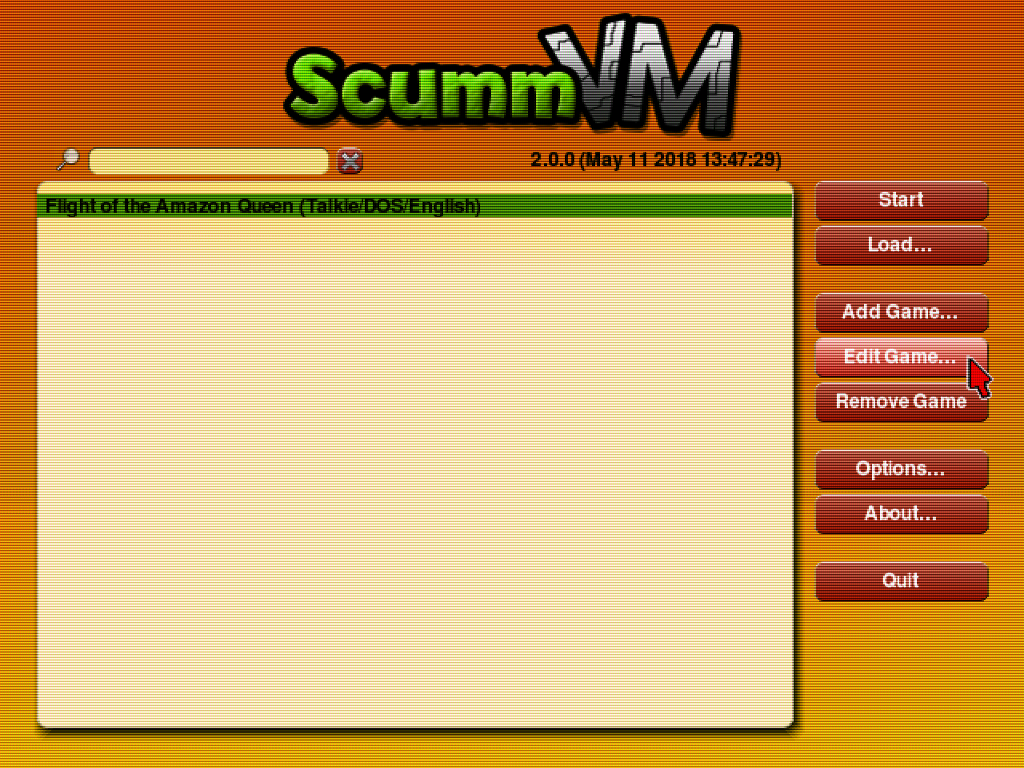 ScummVM
2.0.0 (May 11 2018 13:47:29)
Flight of the Amazon Queen (Talkie/DOS/English)
Start
Load...
Add Game...
Edit Game...
Remove Game
Options...
About...
Quit